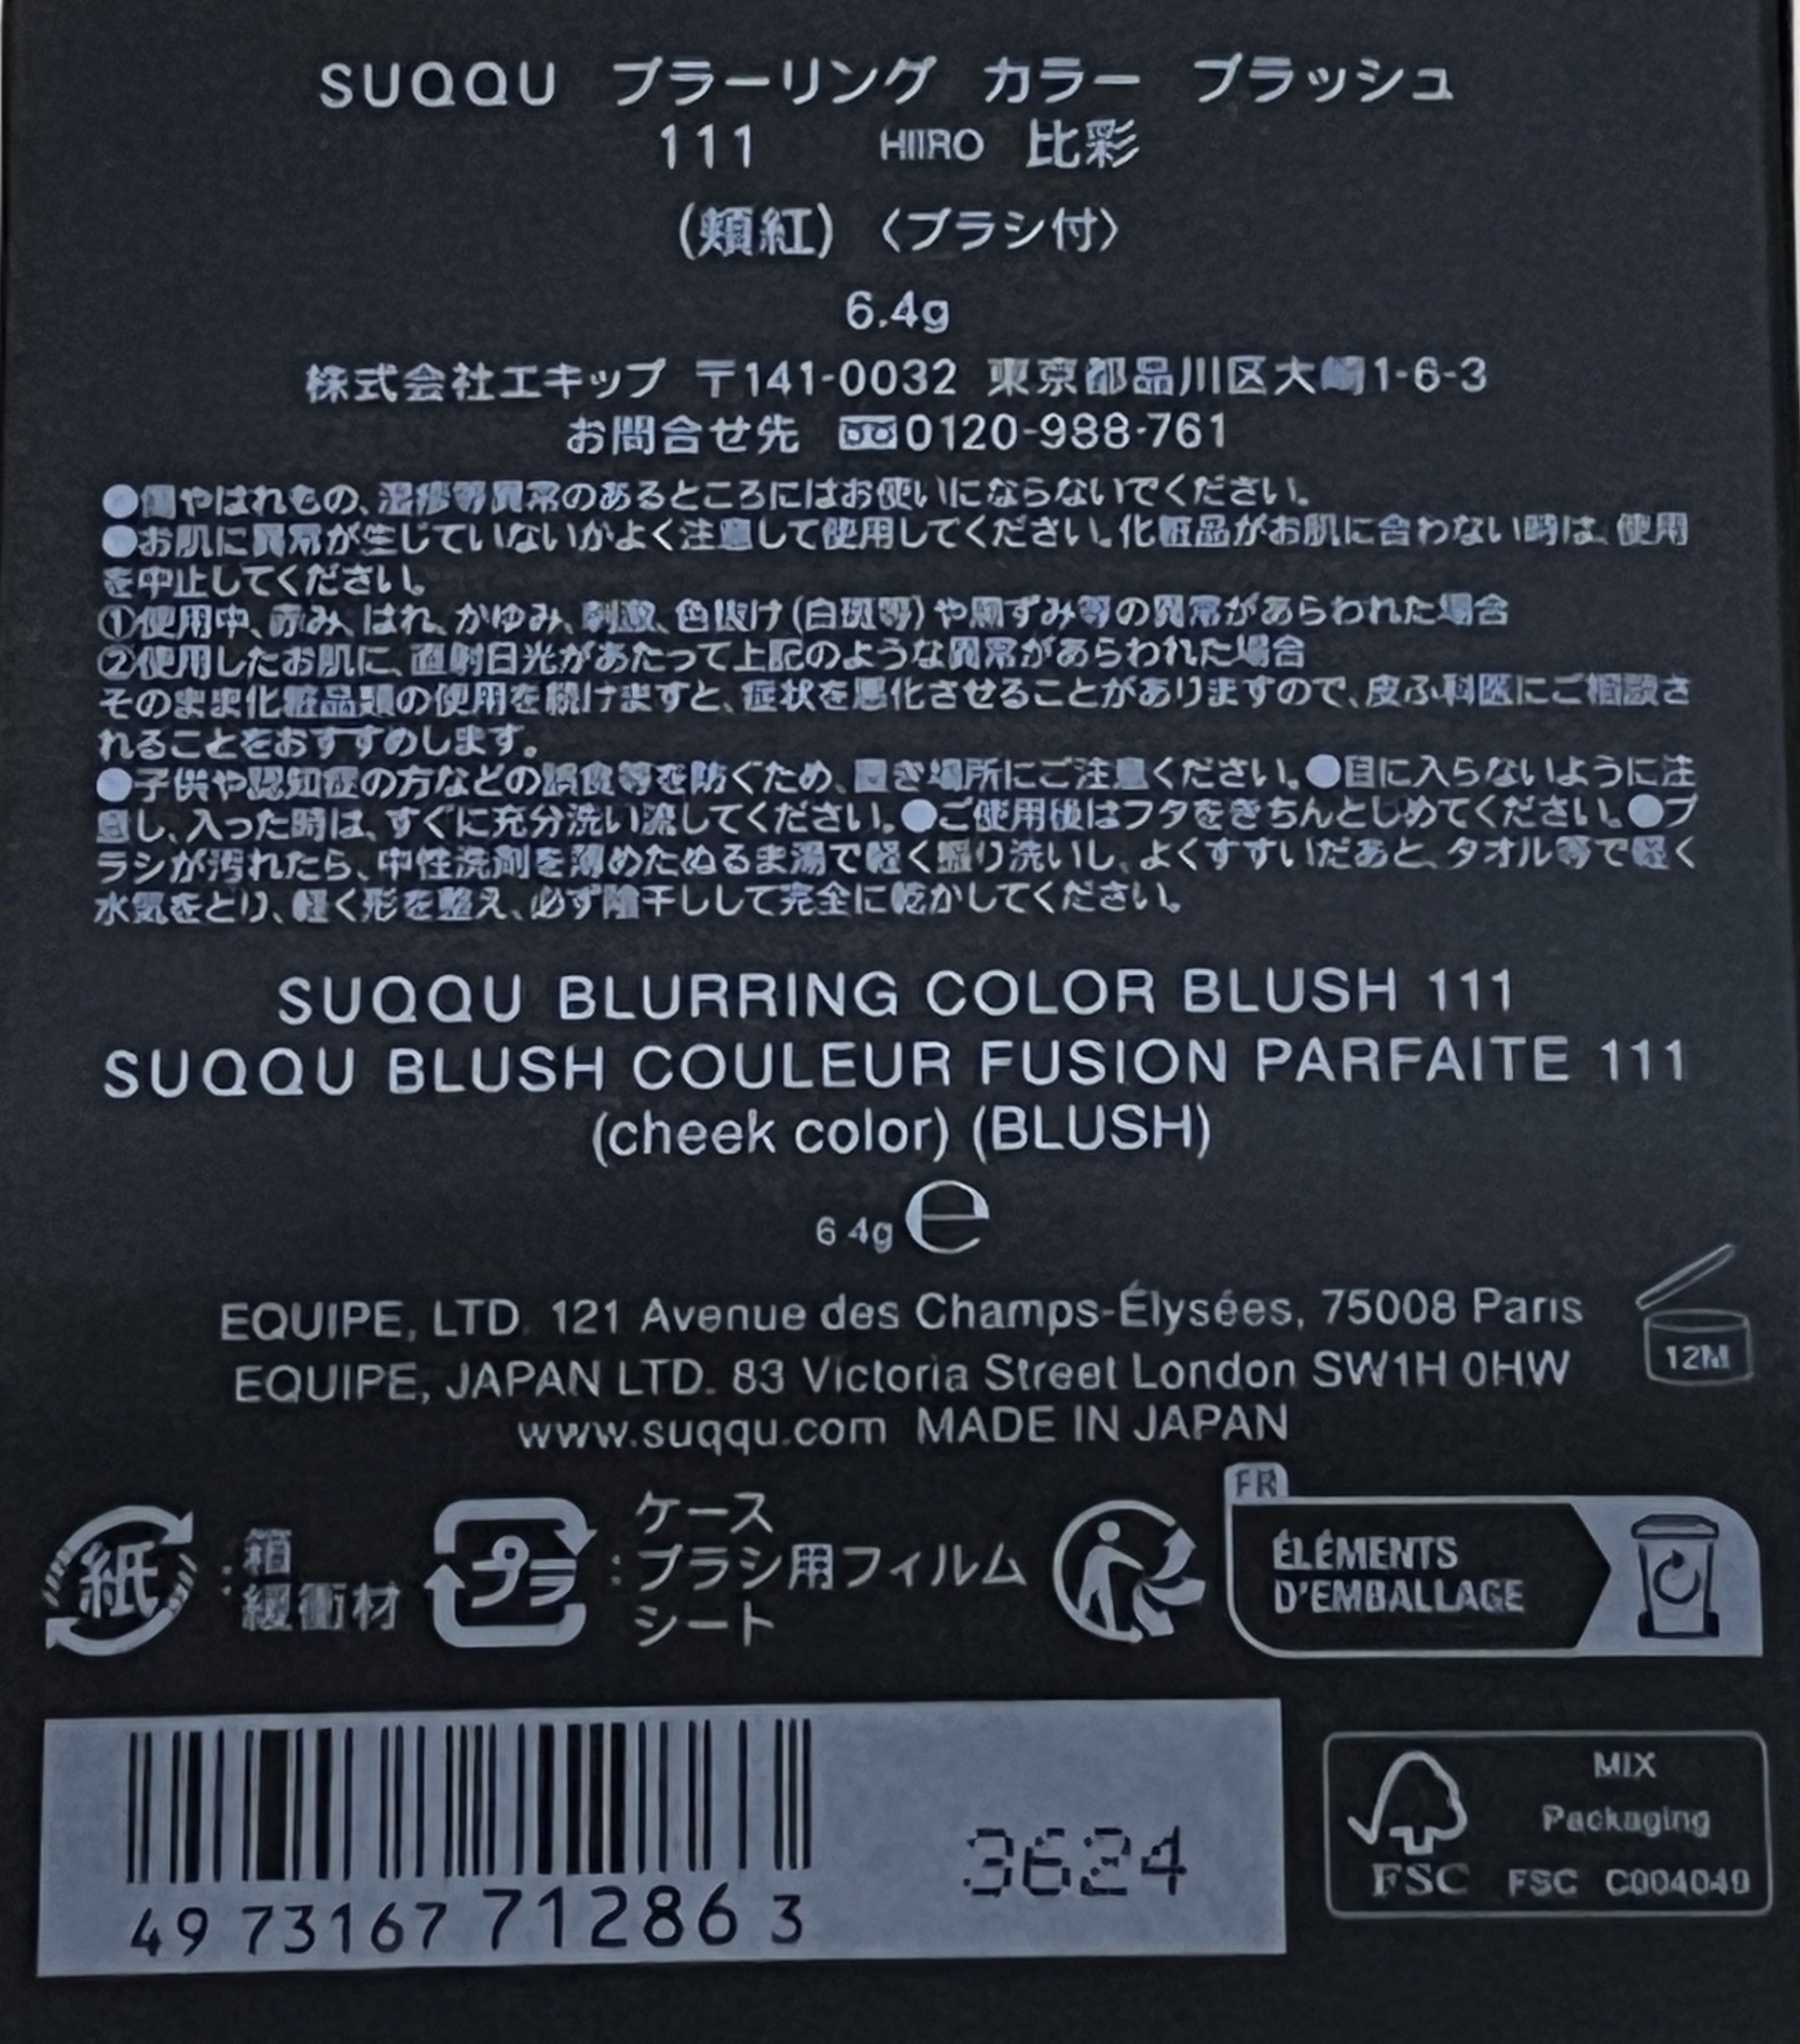 SUQQU ブラーリング カラー ブラッシュ
111 HIIRO 比彩
(頬紅)〈ブラシ付〉
6.4g
株式会社エキップ 〒141-0032 東京都品川区大崎1-6-3
お問合せ先 0120-988-761
●傷やはれもの、湿疹等異常のあるところにはお使いにならないでください。
●お肌に異常が生じていないかよく注意して使用してください。化粧品がお肌に合わない時は、使用
を中止してください。
①使用中、赤み、はれ、かゆみ、刺激、色抜け(白斑等)や黒ずみ等の異常があらわれた場合
②使用したお肌に、直射日光があたって上記のような異常があらわれた場合
そのまま化粧品類の使用を続けますと、症状を悪化させることがありますので、皮ふ科医にご相談さ
れることをおすすめします。
●子供や認知症の方などの誤食等を防ぐため、置き場所にご注意ください。●目に入らないように注
意し、入った時は、すぐに充分洗い流してください。●ご使用後はフタをきちんとしめてください。●ブ
ラシが汚れたら、中性洗剤を薄めたぬるま湯で軽く振り洗いし、よくすすいだあと、タオル等で軽く
水気をとり、軽く形を整え、必ず陰干しして完全に乾かしてください。
SUQQU BLURRING COLOR BLUSH 111
SUQQU BLUSH COULEUR FUSION PARFAITE 111
(cheek color) (BLUSH)
6.4g ℮
EQUIPE, LTD. 121 Avenue des Champs-Élysées, 75008 Paris
EQUIPE, JAPAN LTD. 83 Victoria Street London SW1H 0HW
12M
www.suqqu.com MADE IN JAPAN
紙:箱
緩衝材
プラ:ケース
ブラシ用フィルム
シート
FR
ÉLÉMENTS
D'EMBALLAGE
49 73167 71286 3
3624
MIX
Packaging
FSC FSC C004040